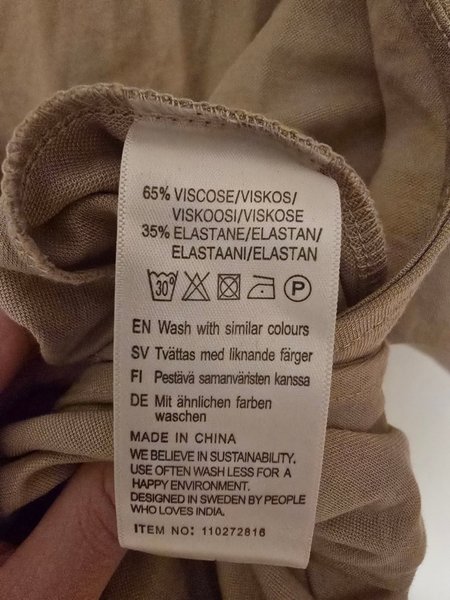 65% VISCOSE/VISKOS/
VISKOOSI/VISKOSE
35% ELASTANE/ELASTAN/
ELASTAANI/ELASTAN
30° P
EN Wash with similar colours
SV Tvättas med liknande färger
FI Pestävä samanväristen kanssa
DE Mit ähnlichen farben
waschen
MADE IN CHINA
WE BELIEVE IN SUSTAINABILITY.
USE OFTEN WASH LESS FOR A
HAPPY ENVIRONMENT.
DESIGNED IN SWEDEN BY PEOPLE
WHO LOVES INDIA.
ITEM NO: 110272816